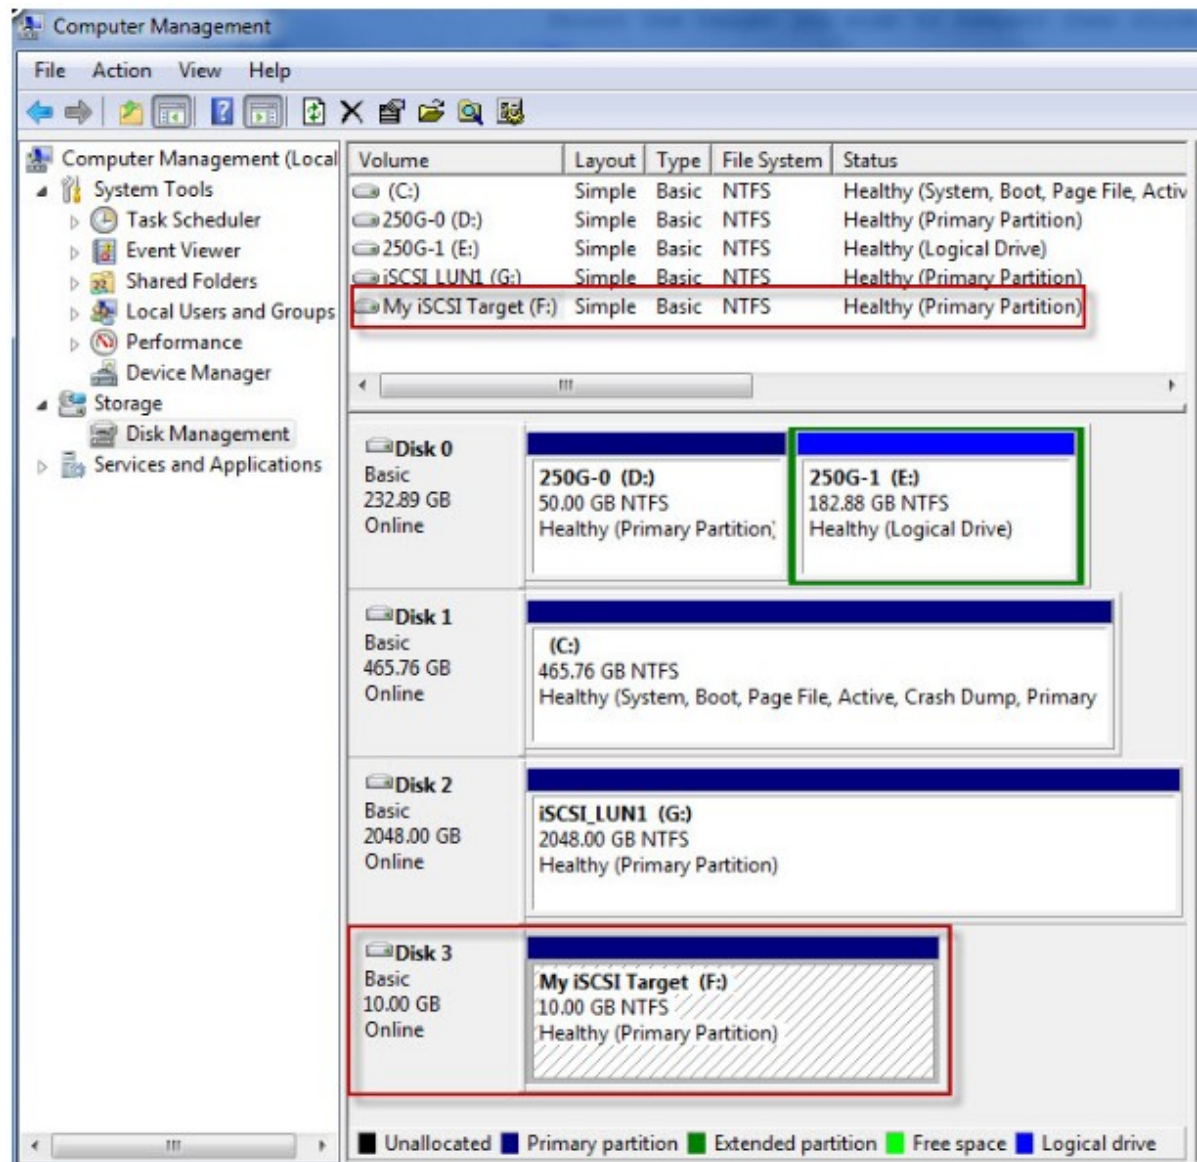 Computer Management
File Action View Help
Computer Management (Local
System Tools
Task Scheduler
Event Viewer
Shared Folders
Local Users and Groups
Performance
Device Manager
Storage
Disk Management
Services and Applications
Volume Layout Type File System Status
(C:) Simple Basic NTFS Healthy (System, Boot, Page File, Activ
250G-0 (D:) Simple Basic NTFS Healthy (Primary Partition)
250G-1 (E:) Simple Basic NTFS Healthy (Logical Drive)
iSCSI_LUN1 (G:) Simple Basic NTFS Healthy (Primary Partition)
My iSCSI Target (F:) Simple Basic NTFS Healthy (Primary Partition)
Disk 0
Basic
232.89 GB
Online
250G-0 (D:)
50.00 GB NTFS
Healthy (Primary Partition)
250G-1 (E:)
182.88 GB NTFS
Healthy (Logical Drive)
Disk 1
Basic
465.76 GB
Online
(C:)
465.76 GB NTFS
Healthy (System, Boot, Page File, Active, Crash Dump, Primary
Disk 2
Basic
2048.00 GB
Online
iSCSI_LUN1 (G:)
2048.00 GB NTFS
Healthy (Primary Partition)
Disk 3
Basic
10.00 GB
Online
My iSCSI Target (F:)
10.00 GB NTFS
Healthy (Primary Partition)
Unallocated Primary partition Extended partition Free space Logical drive